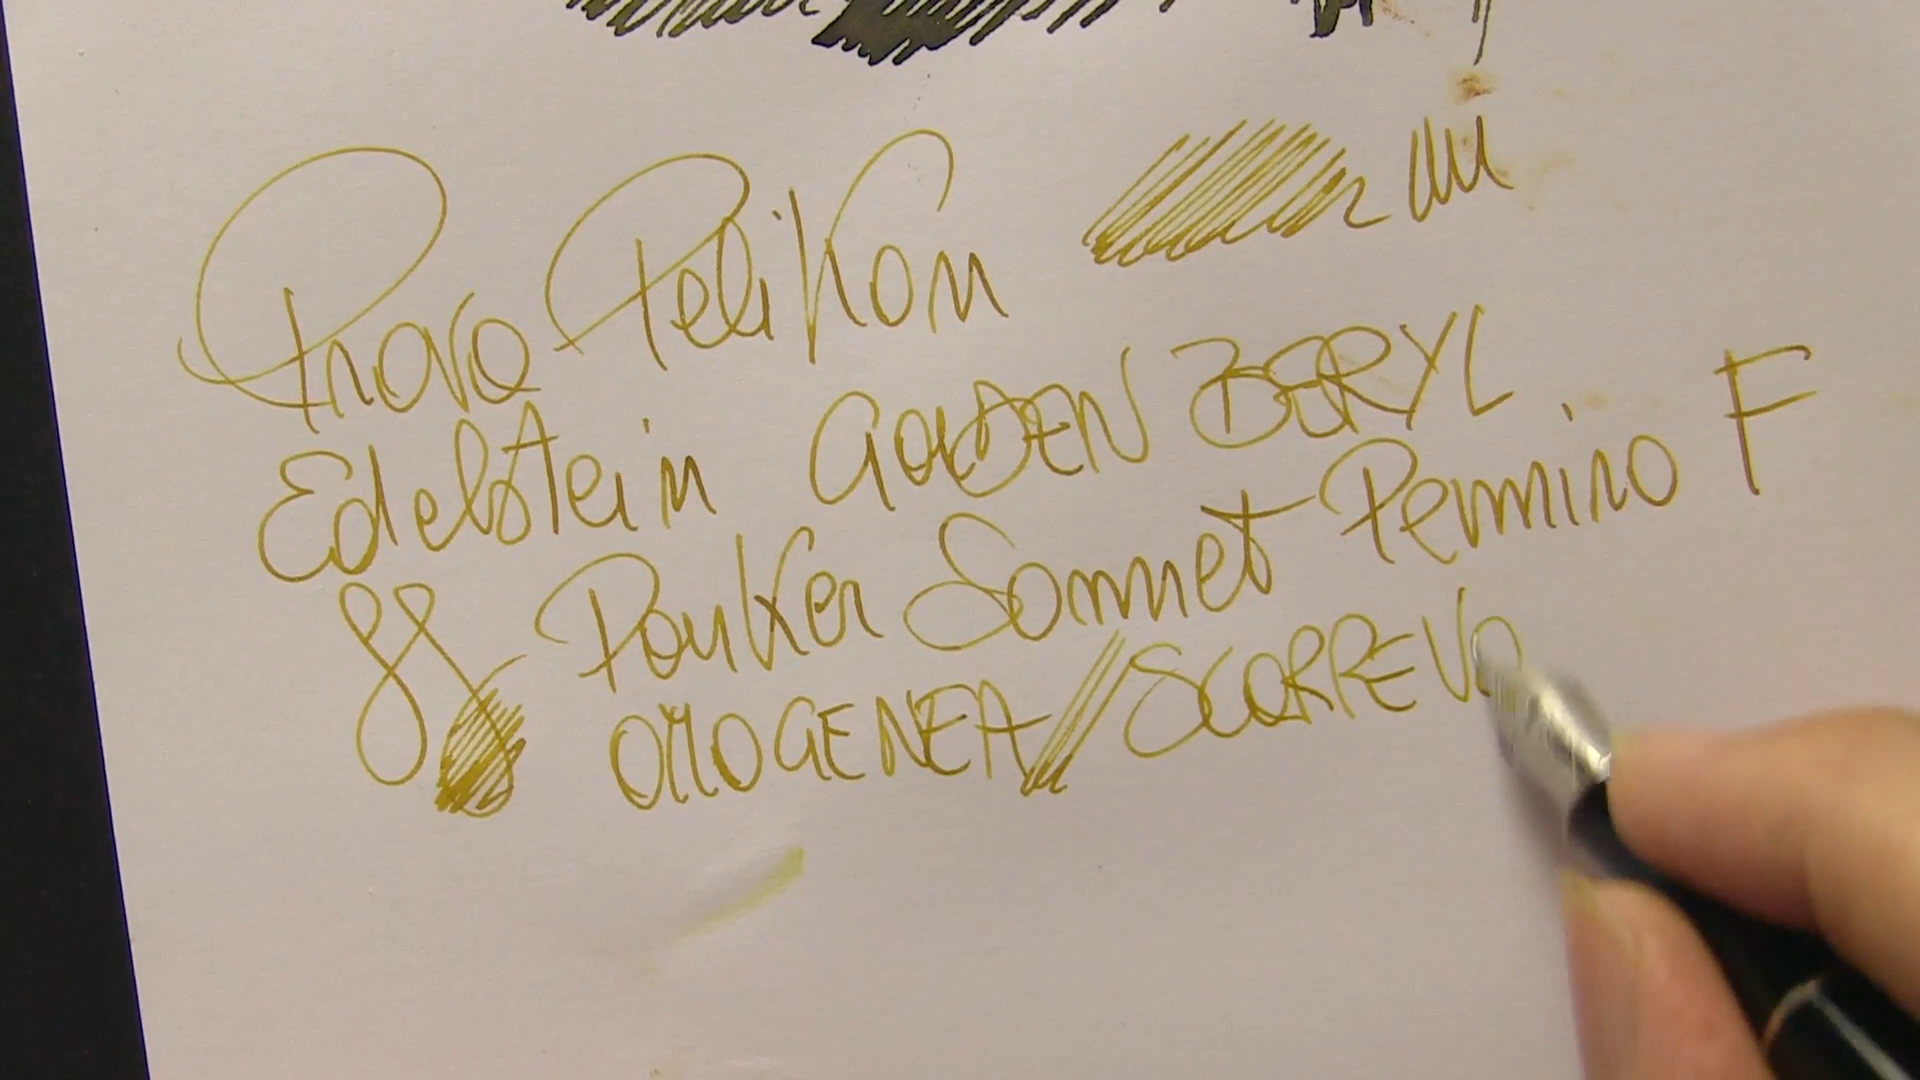 Prova Pelikan
Edelstein GOLDEN BERYL
Parker Sonnet Pennino F
OMOGENEA/SCORREVO